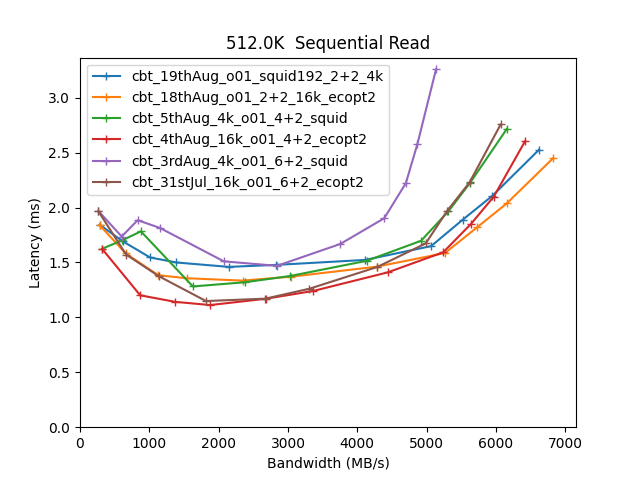 512.0K  Sequential Read
cbt_19thAug_o01_squid192_2+2_4k
cbt_18thAug_o01_2+2_16k_ecopt2
cbt_5thAug_4k_o01_4+2_squid
cbt_4thAug_16k_o01_4+2_ecopt2
cbt_3rdAug_4k_o01_6+2_squid
cbt_31stJul_16k_o01_6+2_ecopt2
Latency (ms)
3.0
2.5
2.0
1.5
1.0
0.5
0.0
0 1000 2000 3000 4000 5000 6000 7000
Bandwidth (MB/s)